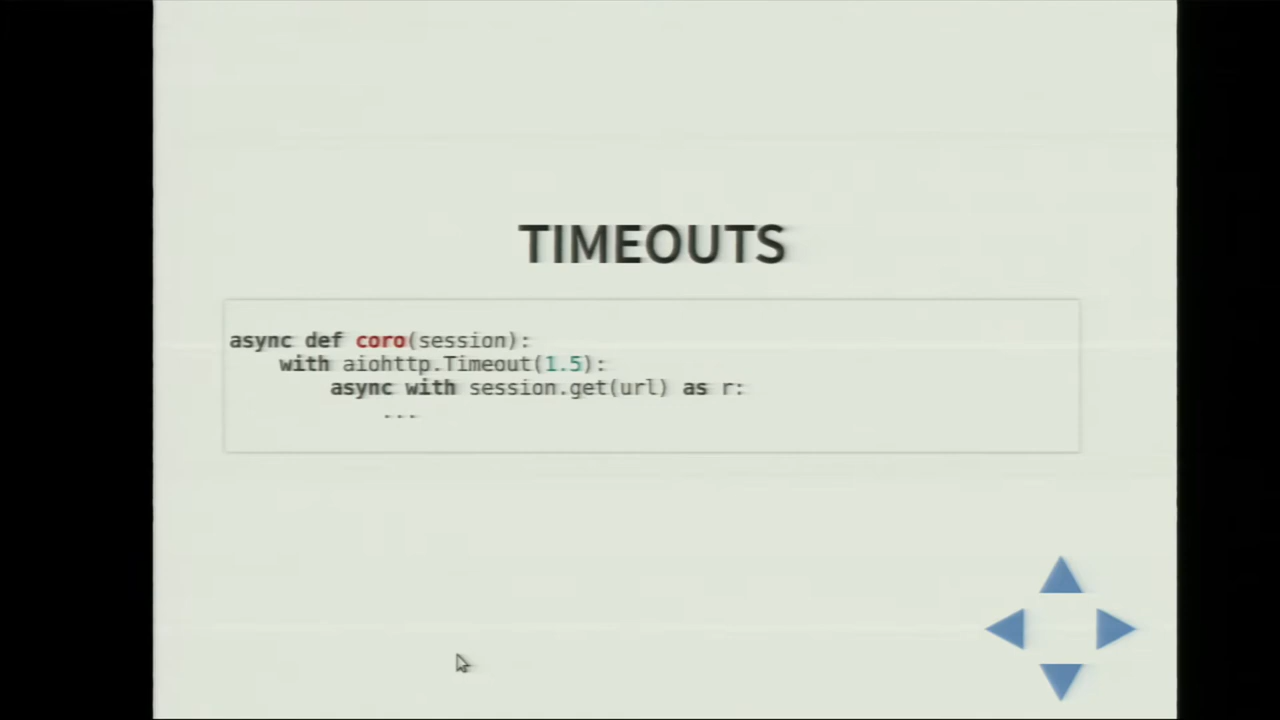 TIMEOUTS
async def coro(session):
    with aiohttp.Timeout(1.5):
        async with session.get(url) as r:
            ...